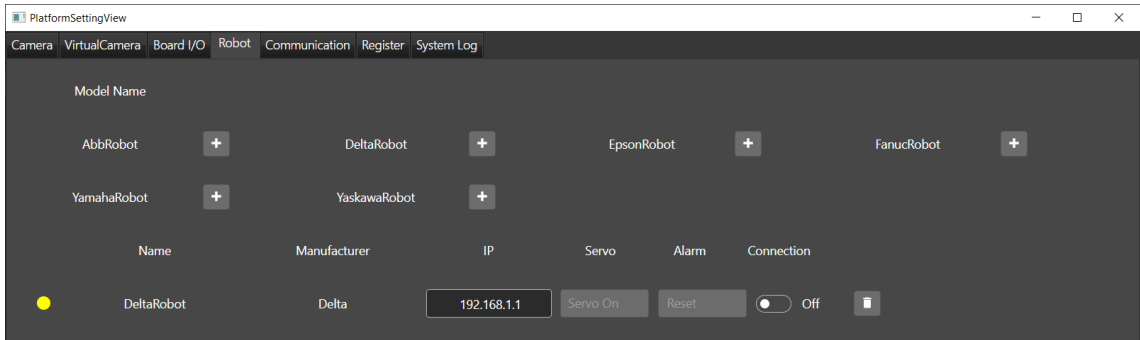 PlatformSettingView
Camera VirtualCamera Board I/O Robot Communication Register System Log
Model Name
AbbRobot DeltaRobot EpsonRobot FanucRobot
YamahaRobot YaskawaRobot
Name Manufacturer IP Servo Alarm Connection
DeltaRobot Delta 192.168.1.1 Servo On Reset Off